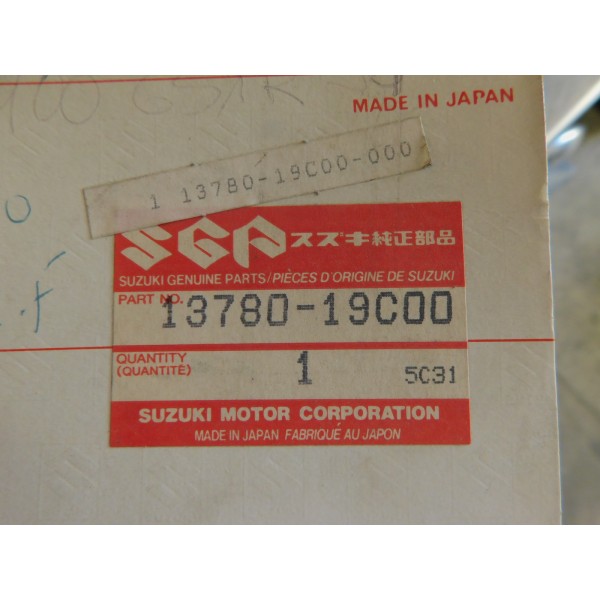 MADE IN JAPAN
1 13780-19C00-000
SGP スズキ純正部品
SUZUKI GENUINE PARTS/PIÈCES D'ORIGINE DE SUZUKI
PART NO.
13780-19C00
QUANTITY
(QUANTITÉ)
1 5C31
SUZUKI MOTOR CORPORATION
MADE IN JAPAN FABRIQUÉ AU JAPON